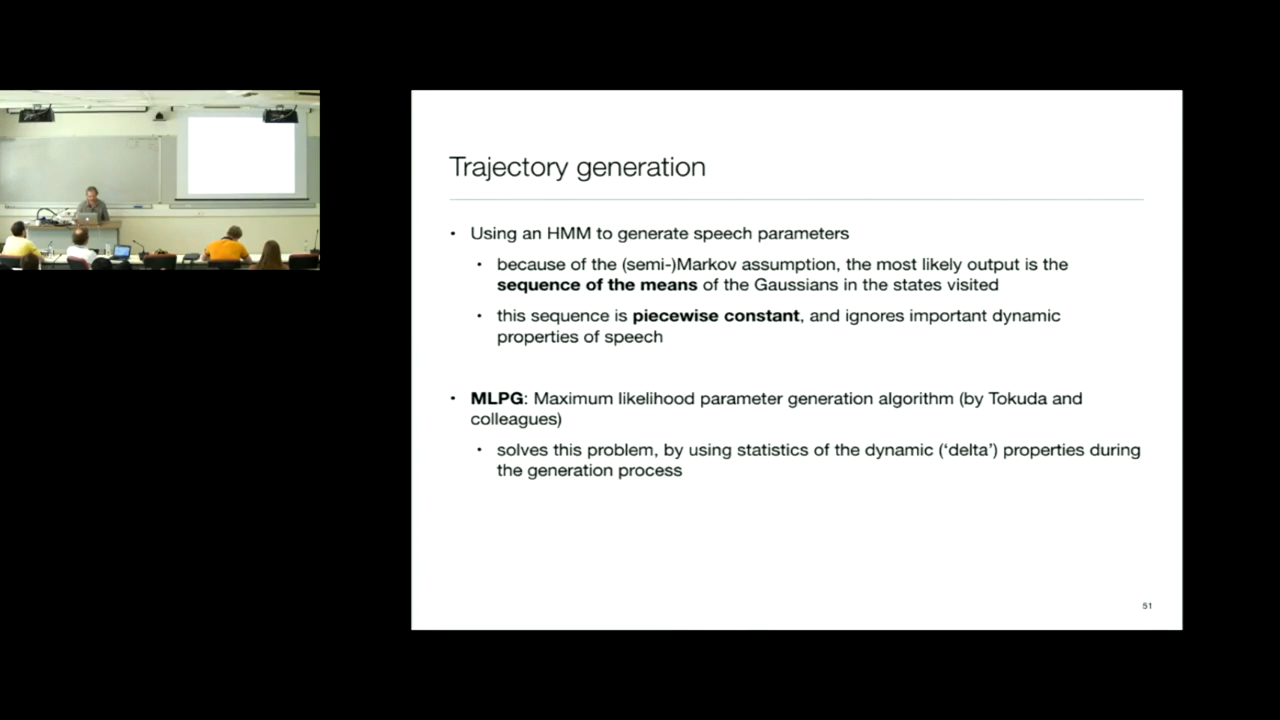 Trajectory generation
• Using an HMM to generate speech parameters
• because of the (semi-)Markov assumption, the most likely output is the
sequence of the means of the Gaussians in the states visited
• this sequence is piecewise constant, and ignores important dynamic
properties of speech
• MLPG: Maximum likelihood parameter generation algorithm (by Tokuda and
colleagues)
• solves this problem, by using statistics of the dynamic (‘delta’) properties during
the generation process
51